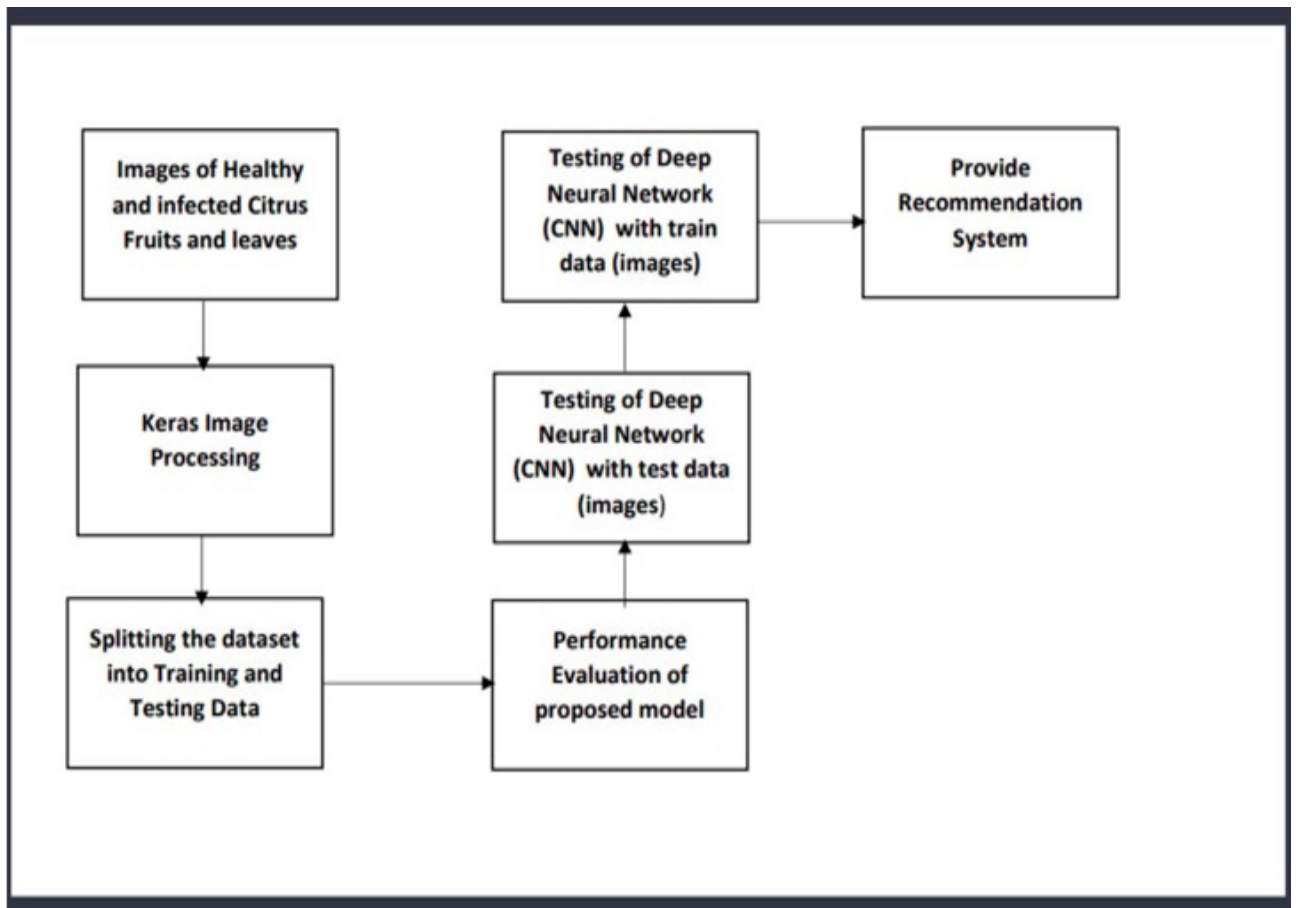 Images of Healthy
and infected Citrus
Fruits and leaves
Keras Image
Processing
Splitting the dataset
into Training and
Testing Data
Performance
Evaluation of
proposed model
Testing of Deep
Neural Network
(CNN) with test data
(images)
Testing of Deep
Neural Network
(CNN) with train
data (images)
Provide
Recommendation
System